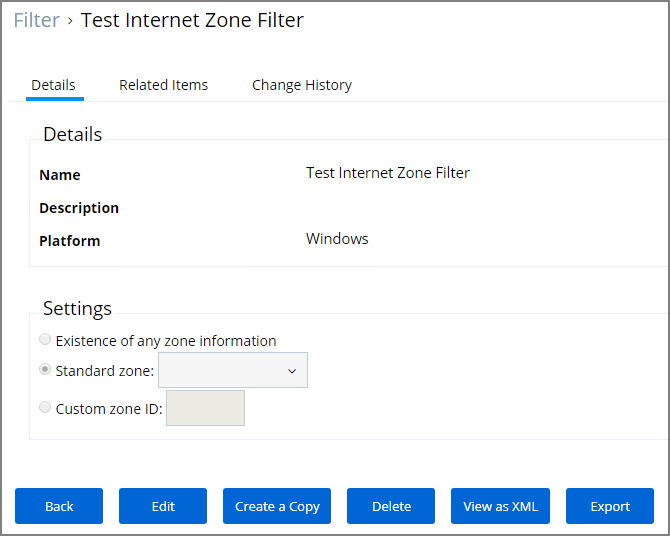 Filter › Test Internet Zone Filter
Details Related Items Change History
Details
Name Test Internet Zone Filter
Description
Platform Windows
Settings
Existence of any zone information
Standard zone:
Custom zone ID:
Back Edit Create a Copy Delete View as XML Export